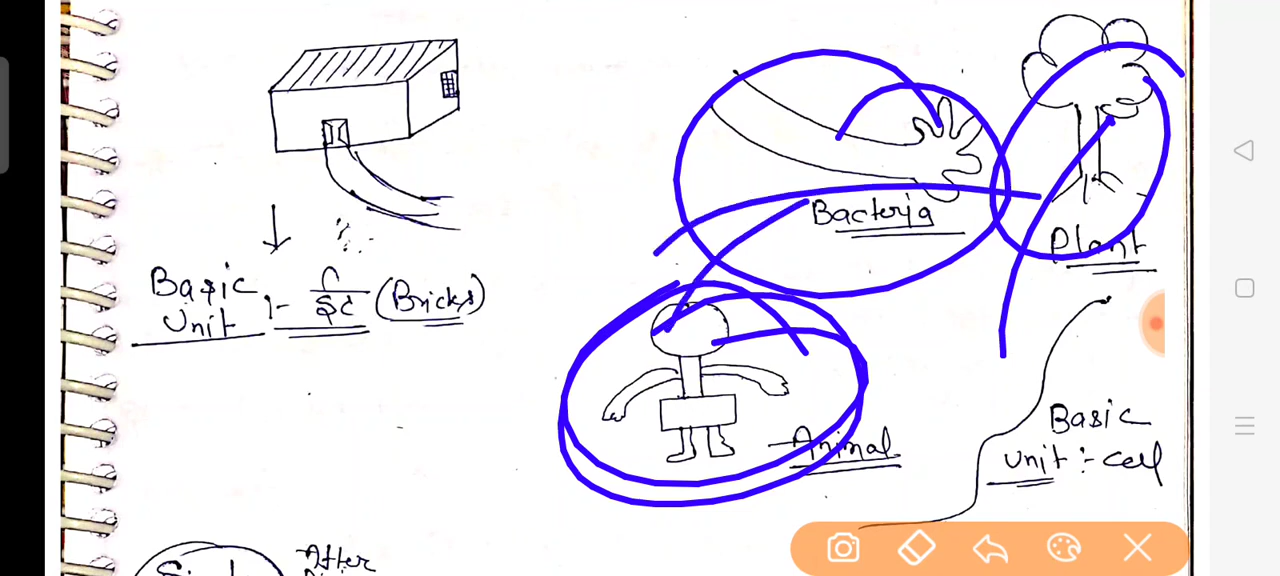 Basic
Unit :- ईंट (Bricks)
Bacteria
Plant
Animal
Basic
Unit :- cell
After